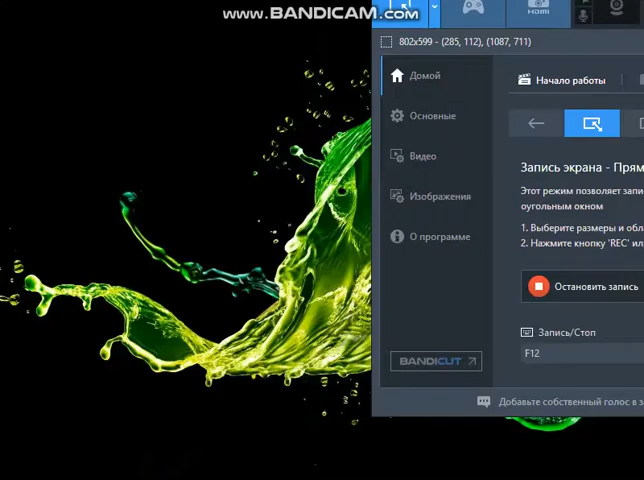 www.BANDICAM.com
HDMI
802x599 - (285, 112), (1087, 711)
Домой
Начало работы
Основные
Видео
Запись экрана - Прям
Этот режим позволяет запи
оугольным окном
Изображения
1. Выберите размеры и обл
2. Нажмите кнопку 'REC' ил
О программе
Остановить запись
Запись/Стоп
F12
BANDICUT
Добавьте собственный голос в з